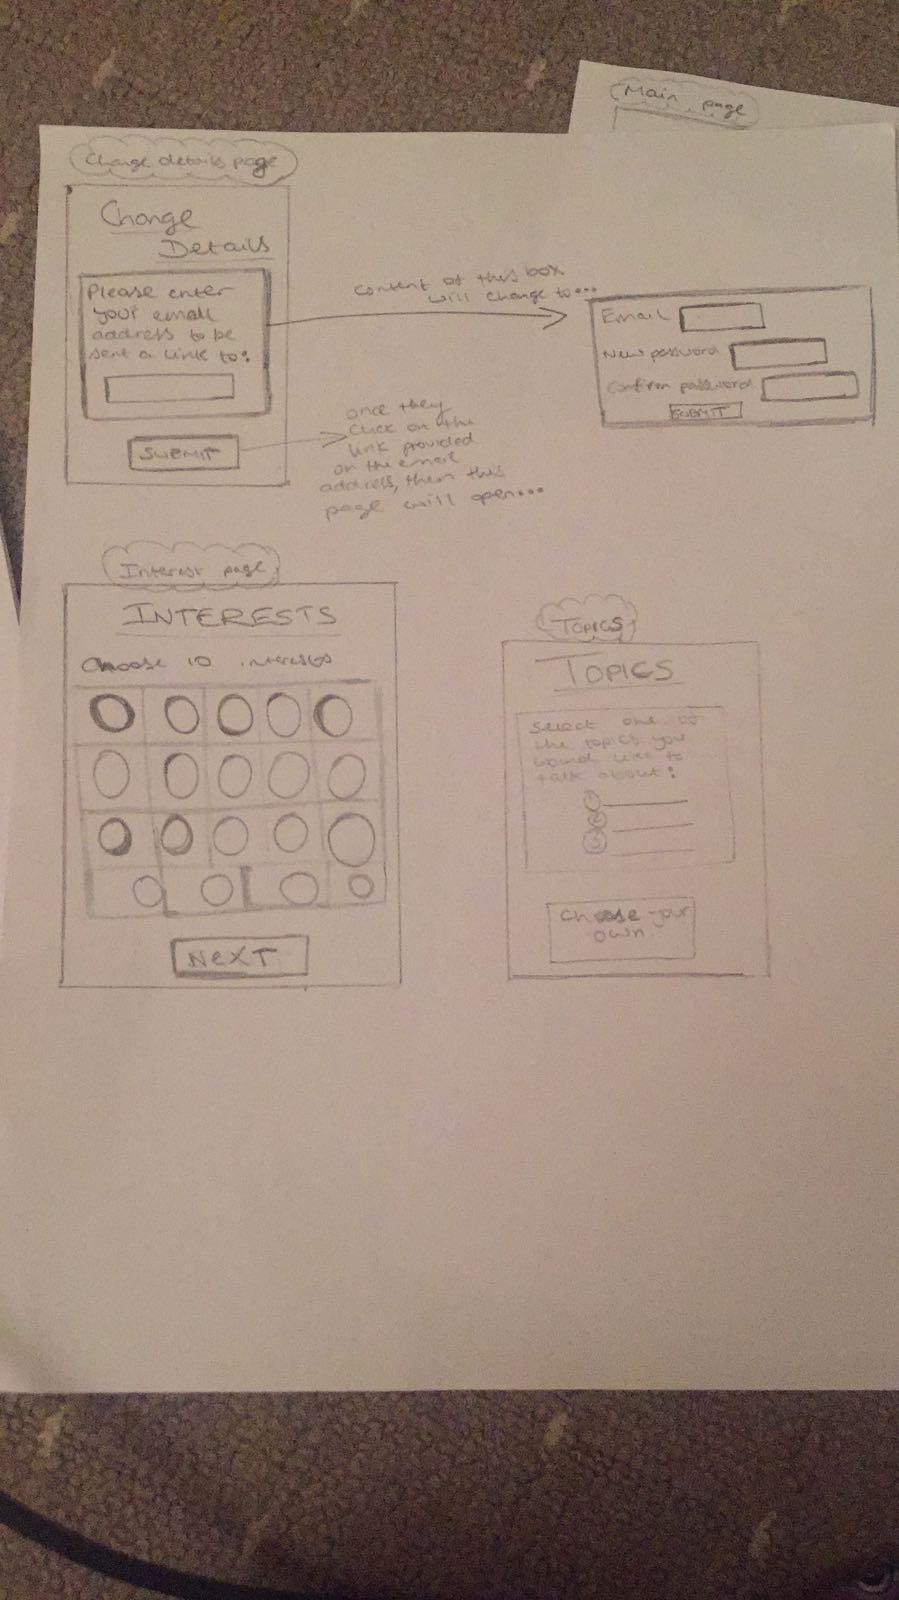 Main page
Change details page
Change
Details
Please enter
your email
address to be
sent a link to:
SUBMIT
content of this box
will change to...
Email
New password
Confirm password
SUBMIT
once they
click on the
link provided
on the email
address, then this
page will open...
Interest page
INTERESTS
Choose 10 interests
NEXT
TOPICS
TOPICS
Select one of
the topics you
would like to
talk about:
Choose your
own